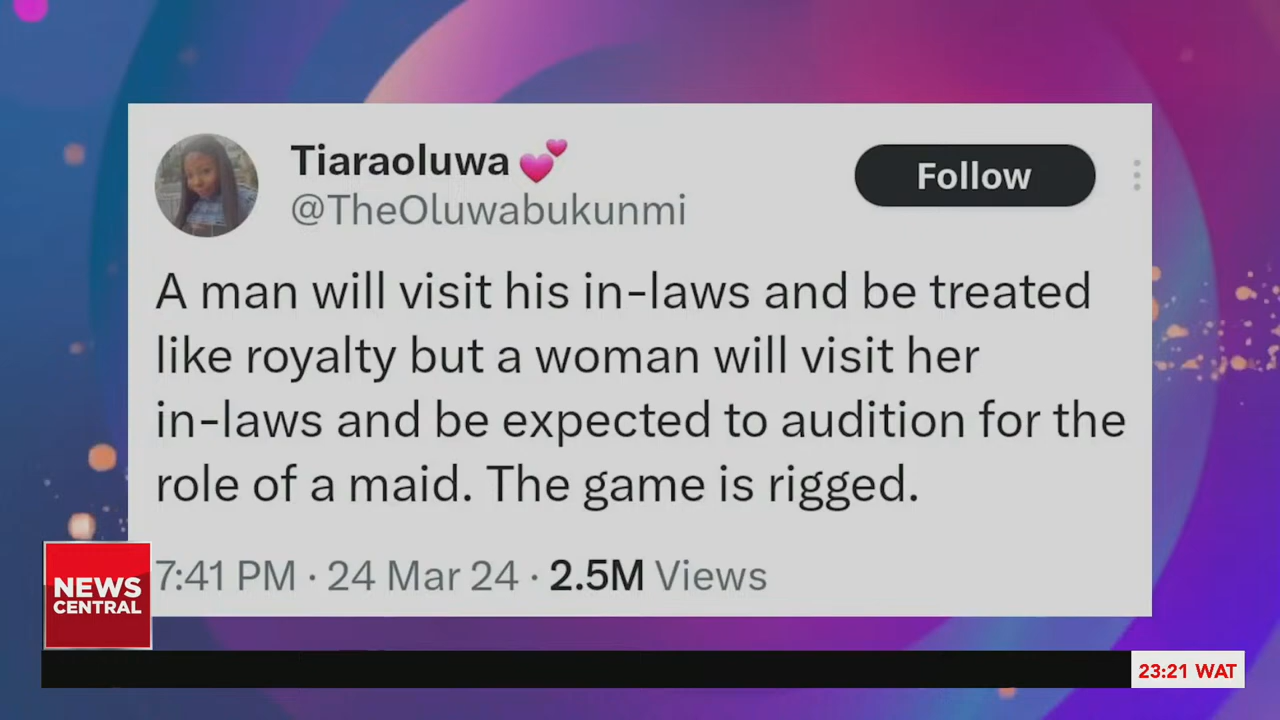 Tiaraoluwa 💕
Follow
@TheOluwabukunmi
A man will visit his in-laws and be treated
like royalty but a woman will visit her
in-laws and be expected to audition for the
role of a maid. The game is rigged.
7:41 PM · 24 Mar 24 · 2.5M Views
NEWS
CENTRAL
23:21 WAT